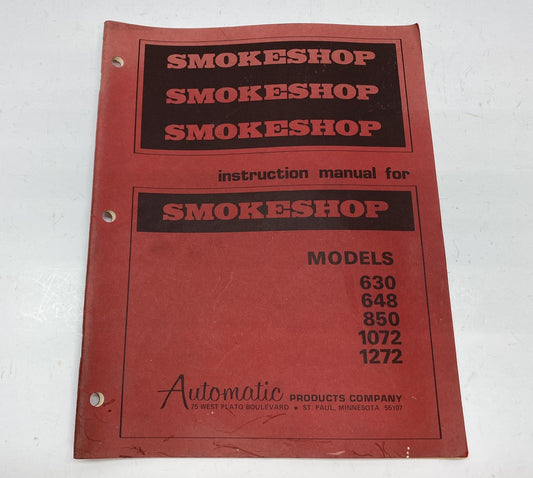 SMOKESHOP
SMOKESHOP
SMOKESHOP
instruction manual for
SMOKESHOP
MODELS
630
648
850
1072
1272
Automatic PRODUCTS COMPANY
75 WEST PLATO BOULEVARD • ST. PAUL, MINNESOTA 55107